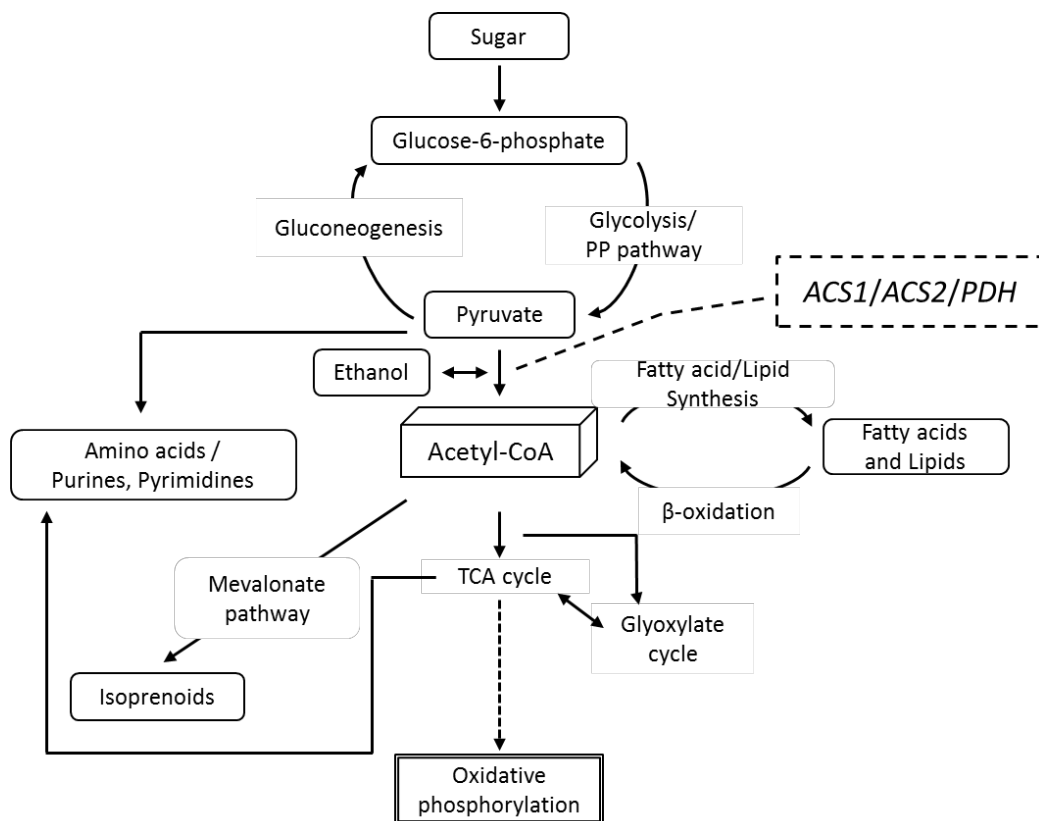 Sugar
Glucose-6-phosphate
Gluconeogenesis
Glycolysis/
PP pathway
ACS1/ACS2/PDH
Pyruvate
Ethanol
Fatty acid/Lipid
Synthesis
Amino acids /
Purines, Pyrimidines
Acetyl-CoA
Fatty acids
and Lipids
β-oxidation
Mevalonate
pathway
TCA cycle
Glyoxylate
cycle
Isoprenoids
Oxidative
phosphorylation